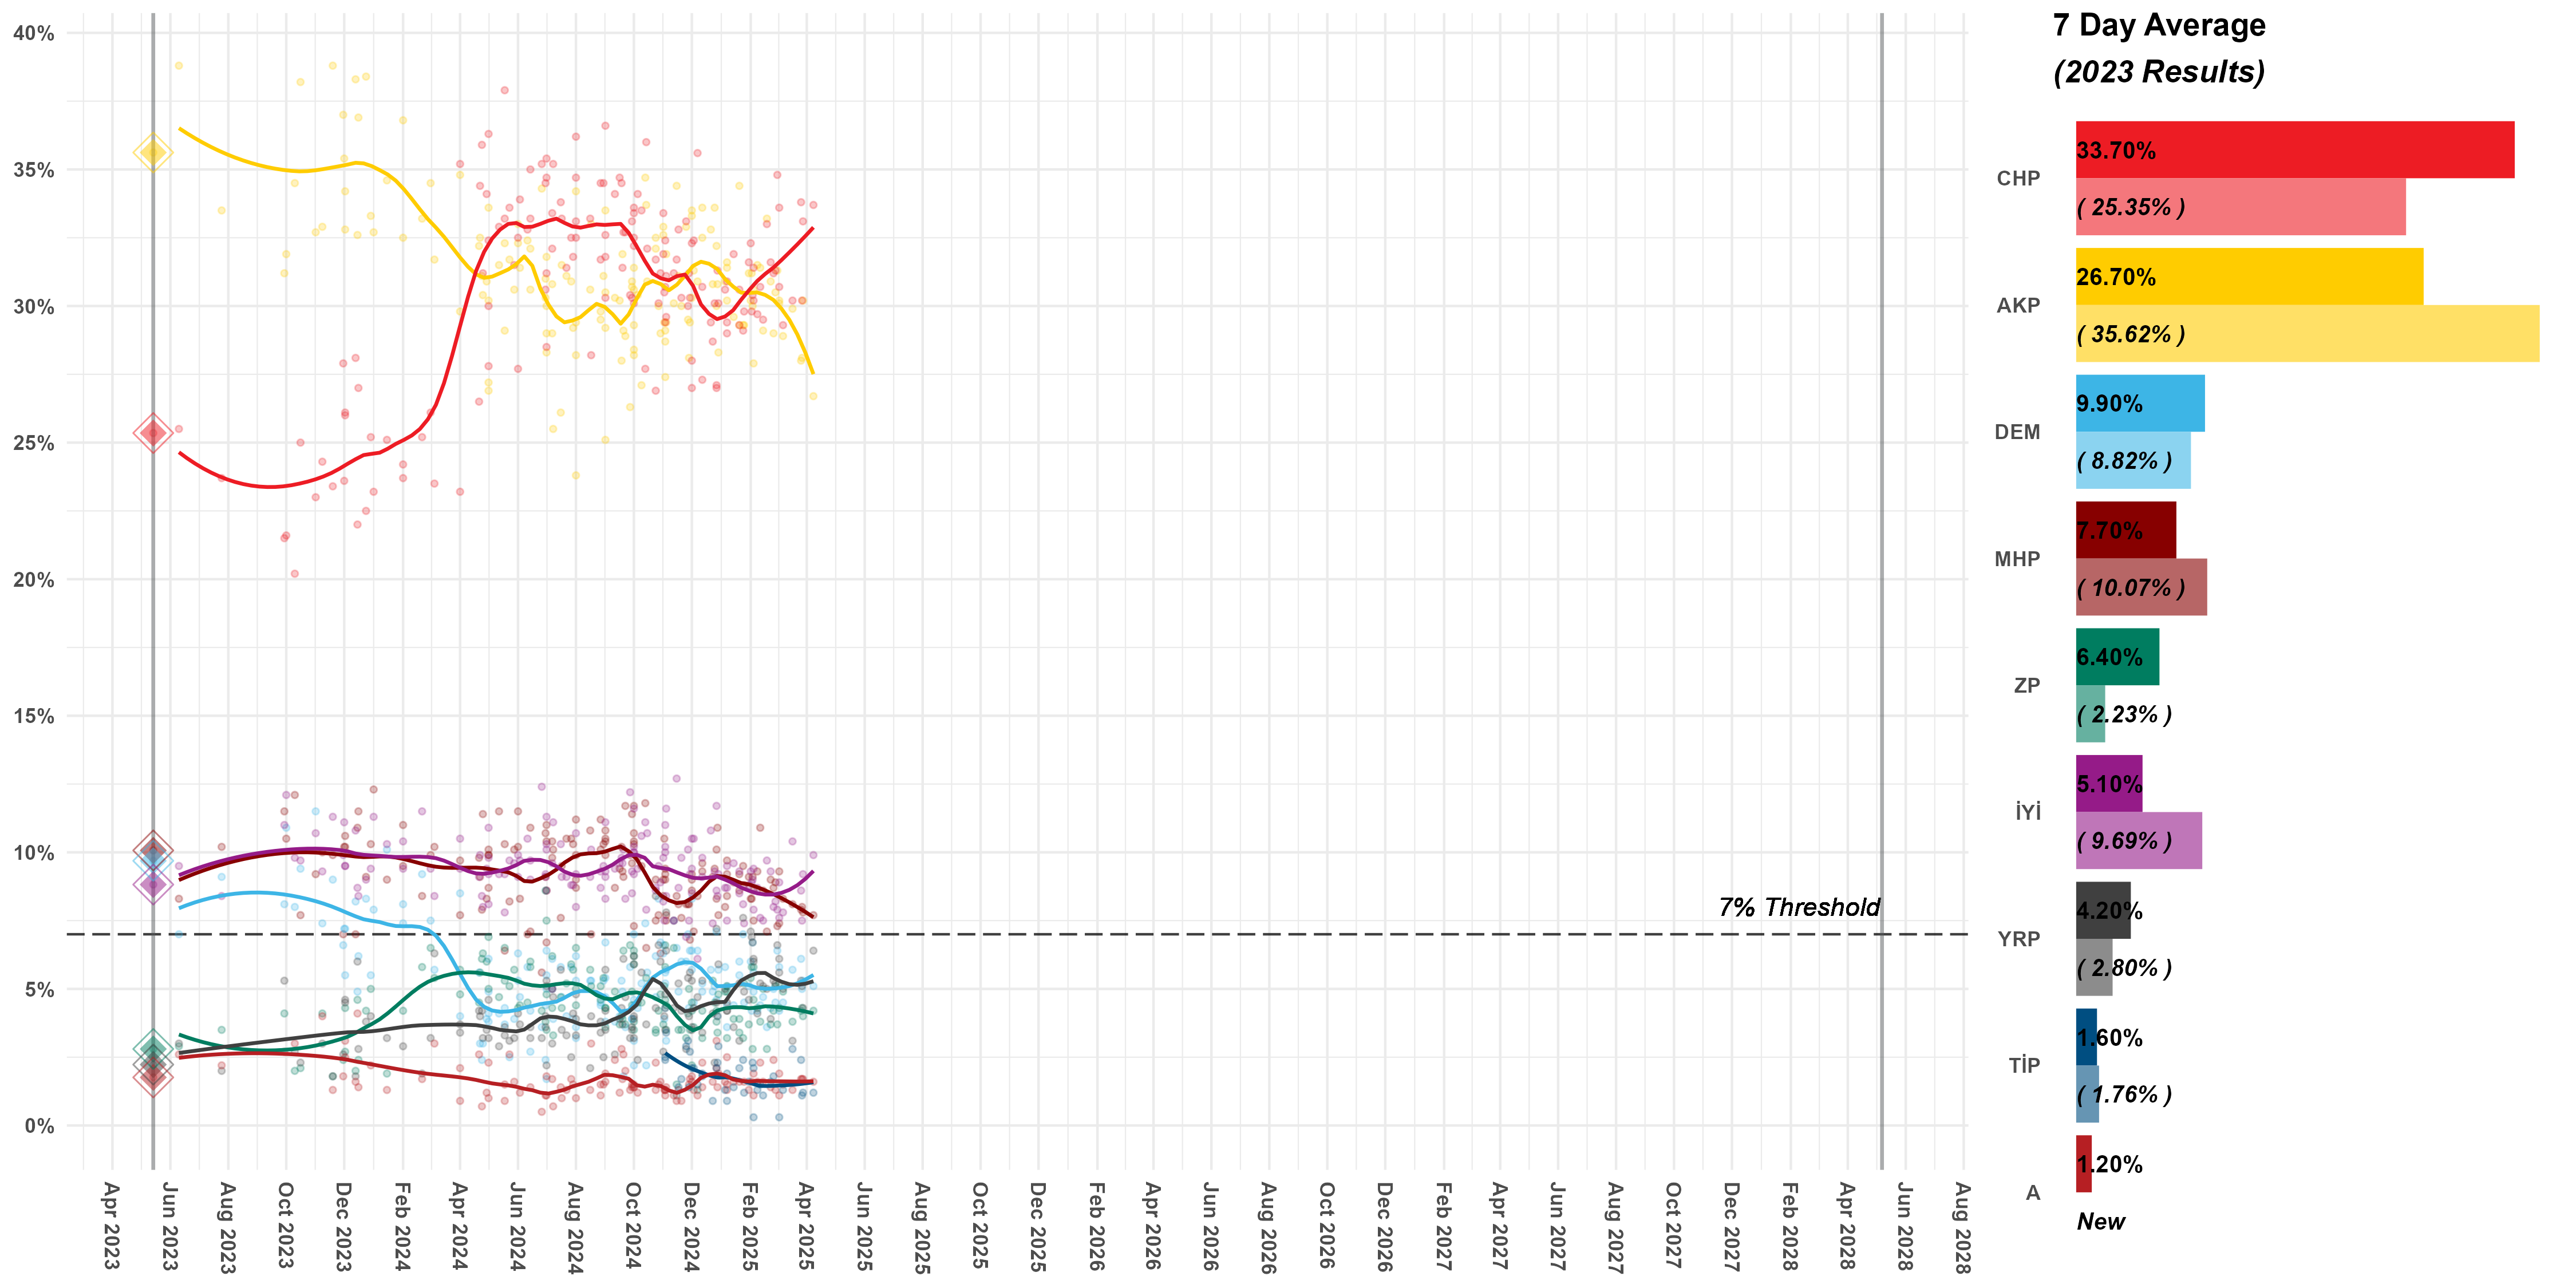 40%
35%
30%
25%
20%
15%
10%
5%
0%
7% Threshold
Apr 2023
Jun 2023
Aug 2023
Oct 2023
Dec 2023
Feb 2024
Apr 2024
Jun 2024
Aug 2024
Oct 2024
Dec 2024
Feb 2025
Apr 2025
Jun 2025
Aug 2025
Oct 2025
Dec 2025
Feb 2026
Apr 2026
Jun 2026
Aug 2026
Oct 2026
Dec 2026
Feb 2027
Apr 2027
Jun 2027
Aug 2027
Oct 2027
Dec 2027
Feb 2028
Apr 2028
Jun 2028
Aug 2028
7 Day Average
(2023 Results)
CHP
33.70%
( 25.35% )
AKP
26.70%
( 35.62% )
DEM
9.90%
( 8.82% )
MHP
7.70%
( 10.07% )
ZP
6.40%
( 2.23% )
İYİ
5.10%
( 9.69% )
YRP
4.20%
( 2.80% )
TİP
1.60%
( 1.76% )
A
1.20%
New